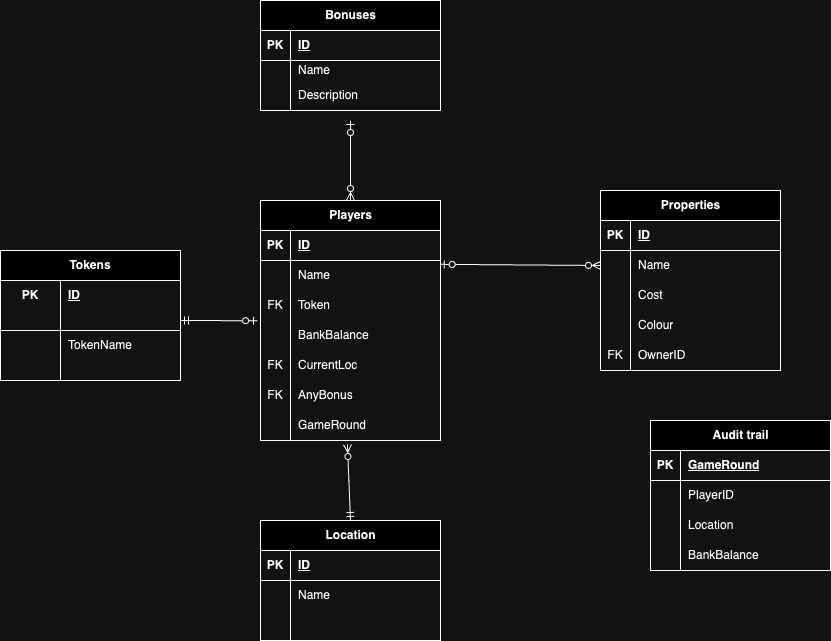 Bonuses
PK ID
Name
Description
Players
PK ID
Name
FK Token
BankBalance
FK CurrentLoc
FK AnyBonus
GameRound
Properties
PK ID
Name
Cost
Colour
FK OwnerID
Tokens
PK ID
TokenName
Audit trail
PK GameRound
PlayerID
Location
BankBalance
Location
PK ID
Name